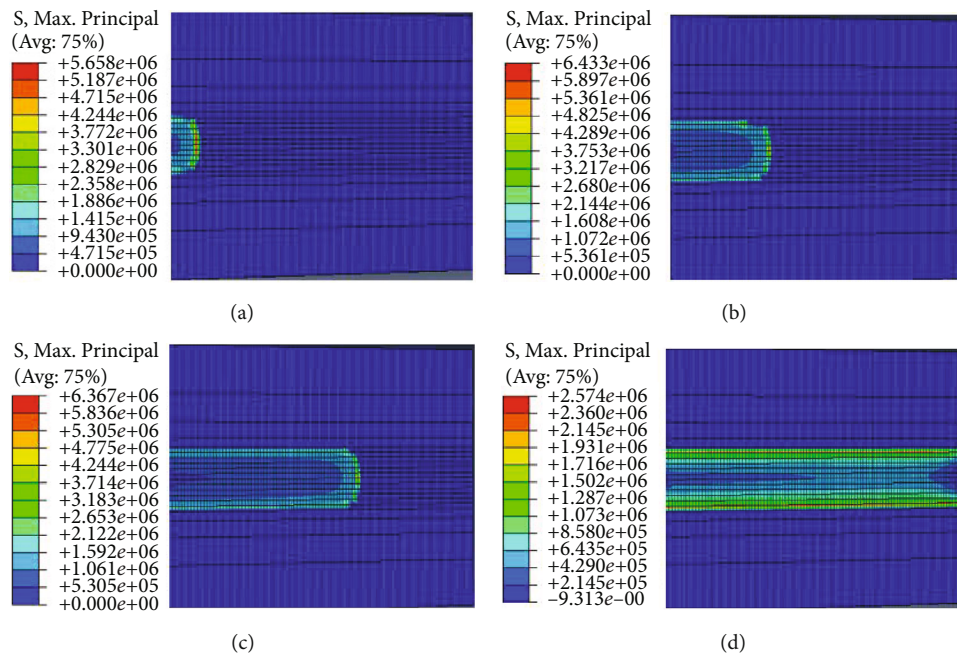 S, Max. Principal
(Avg: 75%)
+5.658e+06
+5.187e+06
+4.715e+06
+4.244e+06
+3.772e+06
+3.301e+06
+2.829e+06
+2.358e+06
+1.886e+06
+1.415e+06
+9.430e+05
+4.715e+05
+0.000e+00
(a)
S, Max. Principal
(Avg: 75%)
+6.433e+06
+5.897e+06
+5.361e+06
+4.825e+06
+4.289e+06
+3.753e+06
+3.217e+06
+2.680e+06
+2.144e+06
+1.608e+06
+1.072e+06
+5.361e+05
+0.000e+00
(b)
S, Max. Principal
(Avg: 75%)
+6.367e+06
+5.836e+06
+5.305e+06
+4.775e+06
+4.244e+06
+3.714e+06
+3.183e+06
+2.653e+06
+2.122e+06
+1.592e+06
+1.061e+06
+5.305e+05
+0.000e+00
(c)
S, Max. Principal
(Avg: 75%)
+2.574e+06
+2.360e+06
+2.145e+06
+1.931e+06
+1.716e+06
+1.502e+06
+1.287e+06
+1.073e+06
+8.580e+05
+6.435e+05
+4.290e+05
+2.145e+05
–9.313e–00
(d)